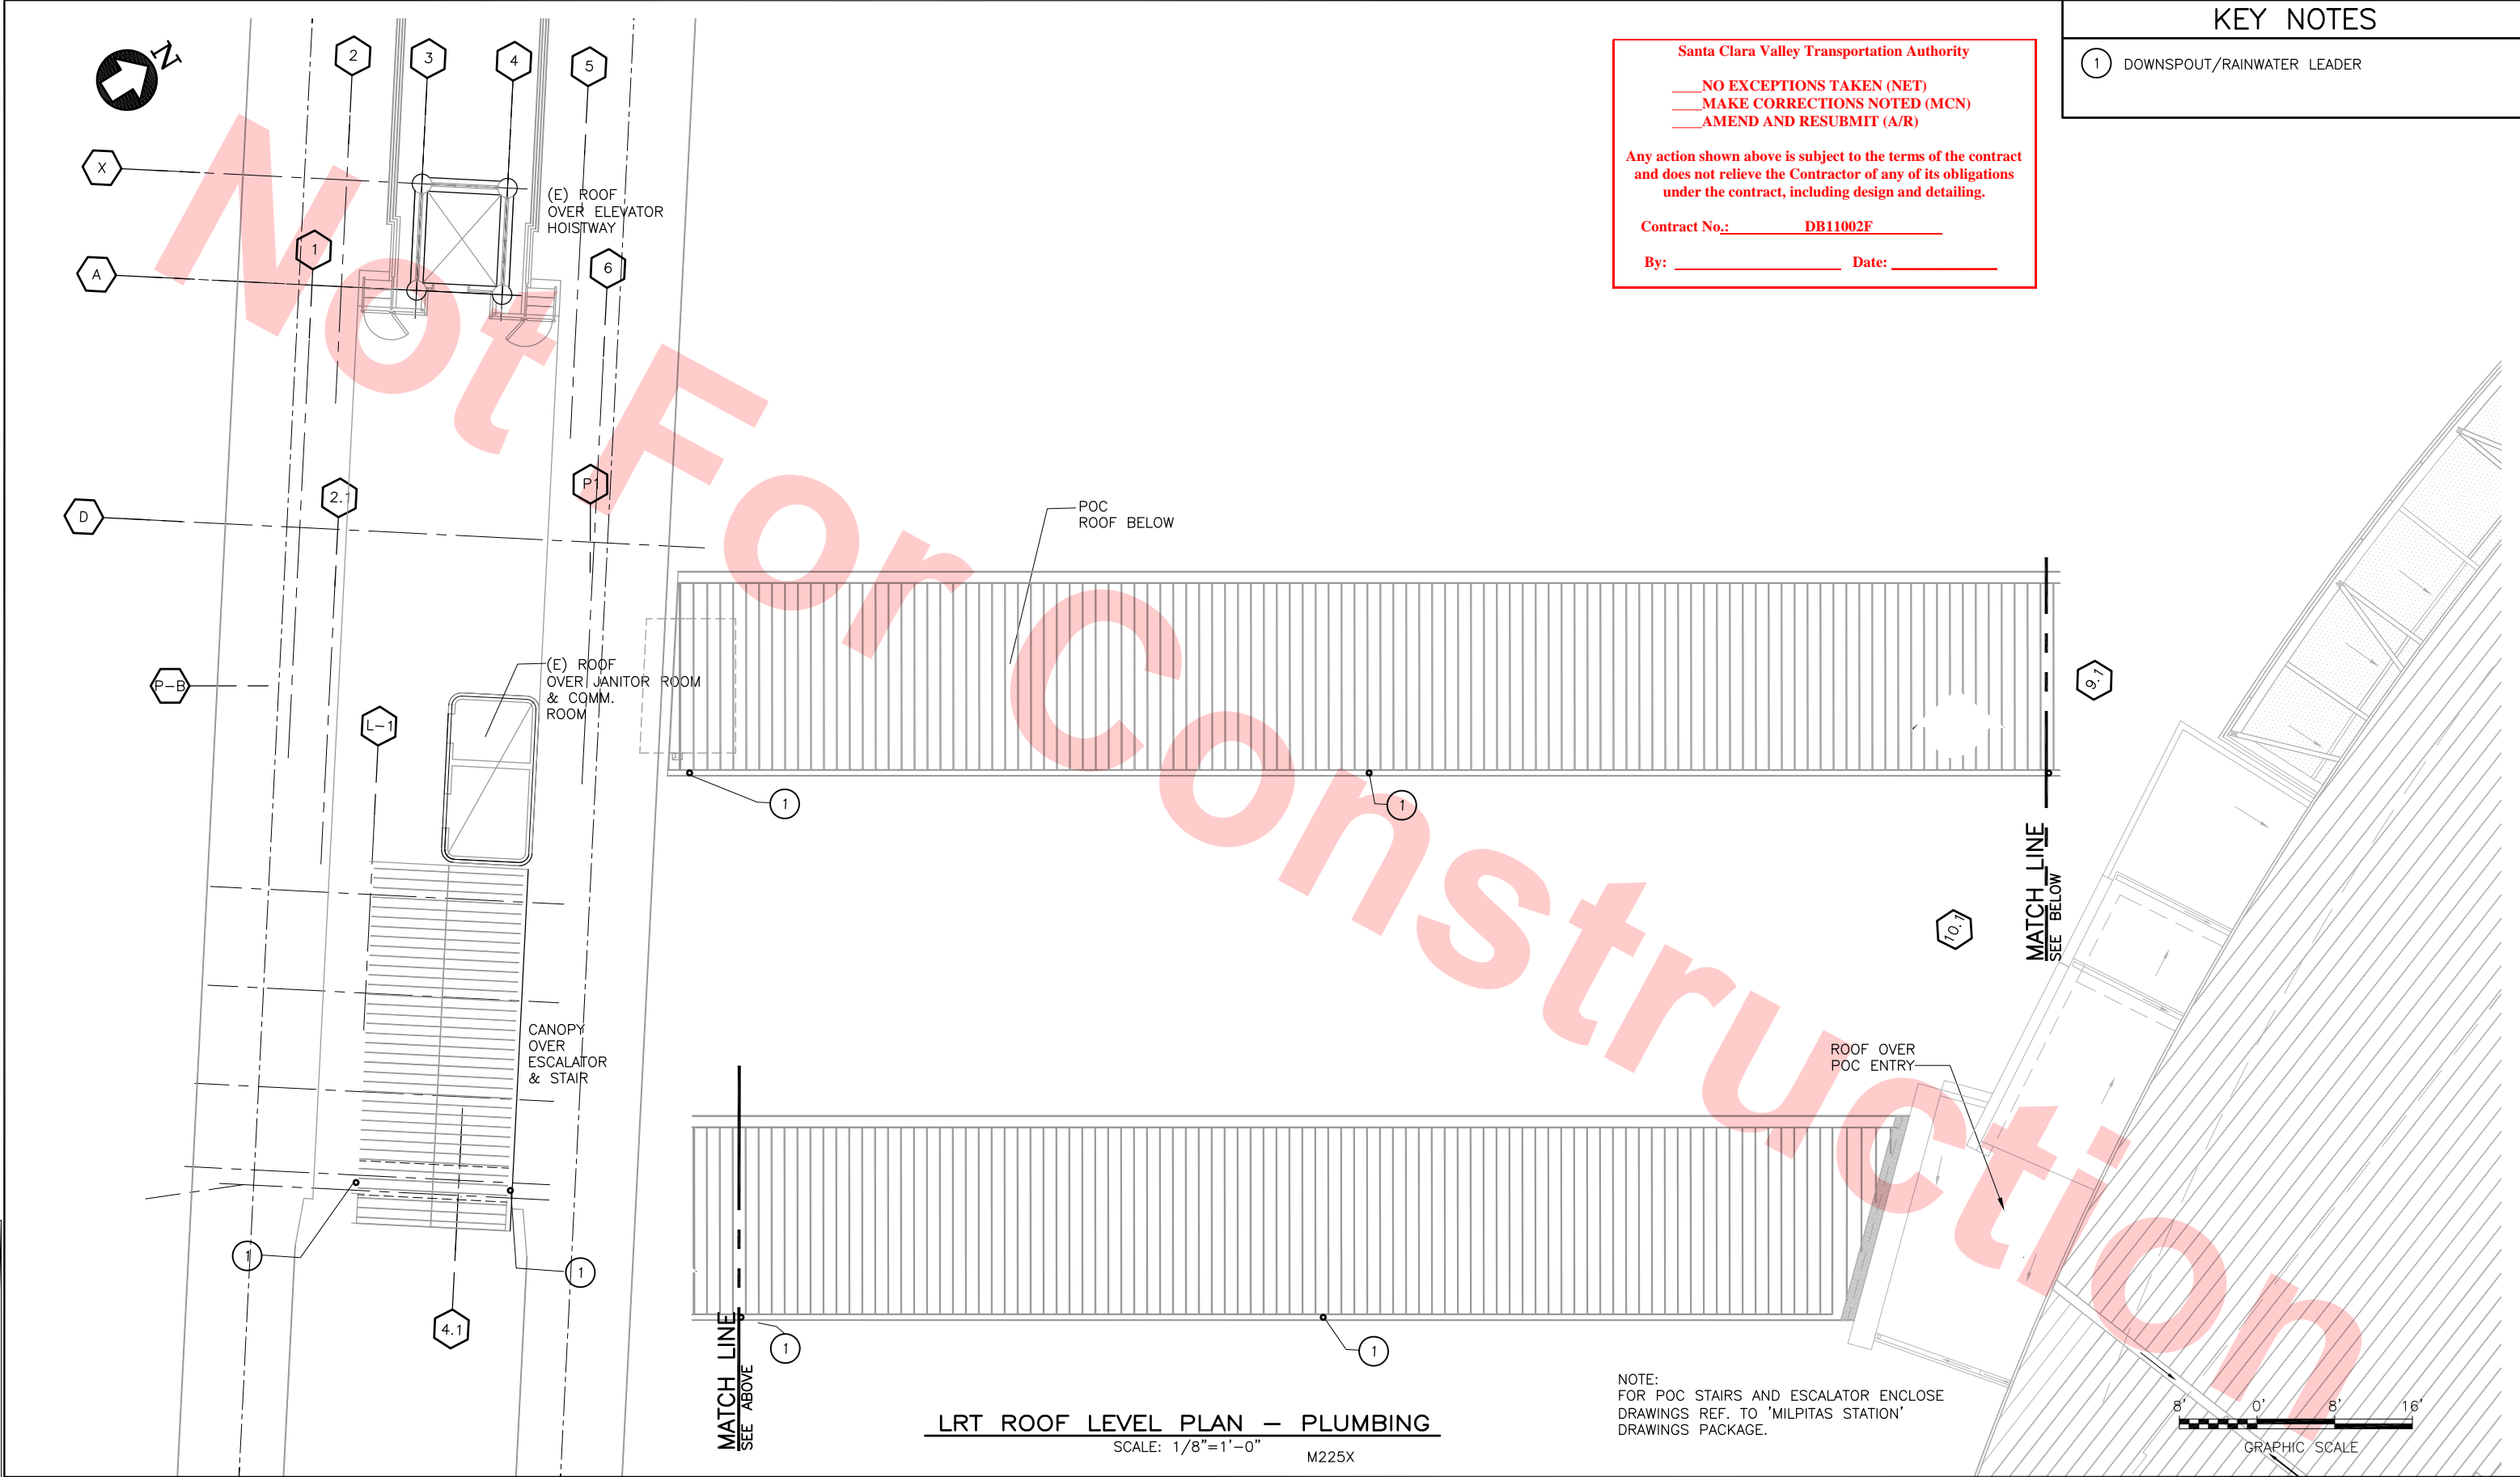 KEY NOTES
1 DOWNSPOUT/RAINWATER LEADER
Santa Clara Valley Transportation Authority
____NO EXCEPTIONS TAKEN (NET)
____MAKE CORRECTIONS NOTED (MCN)
____AMEND AND RESUBMIT (A/R)
Any action shown above is subject to the terms of the contract
and does not relieve the Contractor of any of its obligations
under the contract, including design and detailing.
Contract No.: DB11002F
By: ____________ Date: ____________
N
2
3
4
5
X
(E) ROOF
OVER ELEVATOR
HOISTWAY
1
A
6
2.1
P1
D
POC
ROOF BELOW
(E) ROOF
OVER JANITOR ROOM
& COMM.
ROOM
P-B
L-1
9.1
1
1
MATCH LINE
SEE BELOW
10.1
CANOPY
OVER
ESCALATOR
& STAIR
ROOF OVER
POC ENTRY
1
1
4.1
MATCH LINE
SEE ABOVE
1
1
LRT ROOF LEVEL PLAN – PLUMBING
SCALE: 1/8"=1'-0"
M225X
NOTE:
FOR POC STAIRS AND ESCALATOR ENCLOSE
DRAWINGS REF. TO 'MILPITAS STATION'
DRAWINGS PACKAGE.
8' 0' 8' 16'
GRAPHIC SCALE
Not For Construction